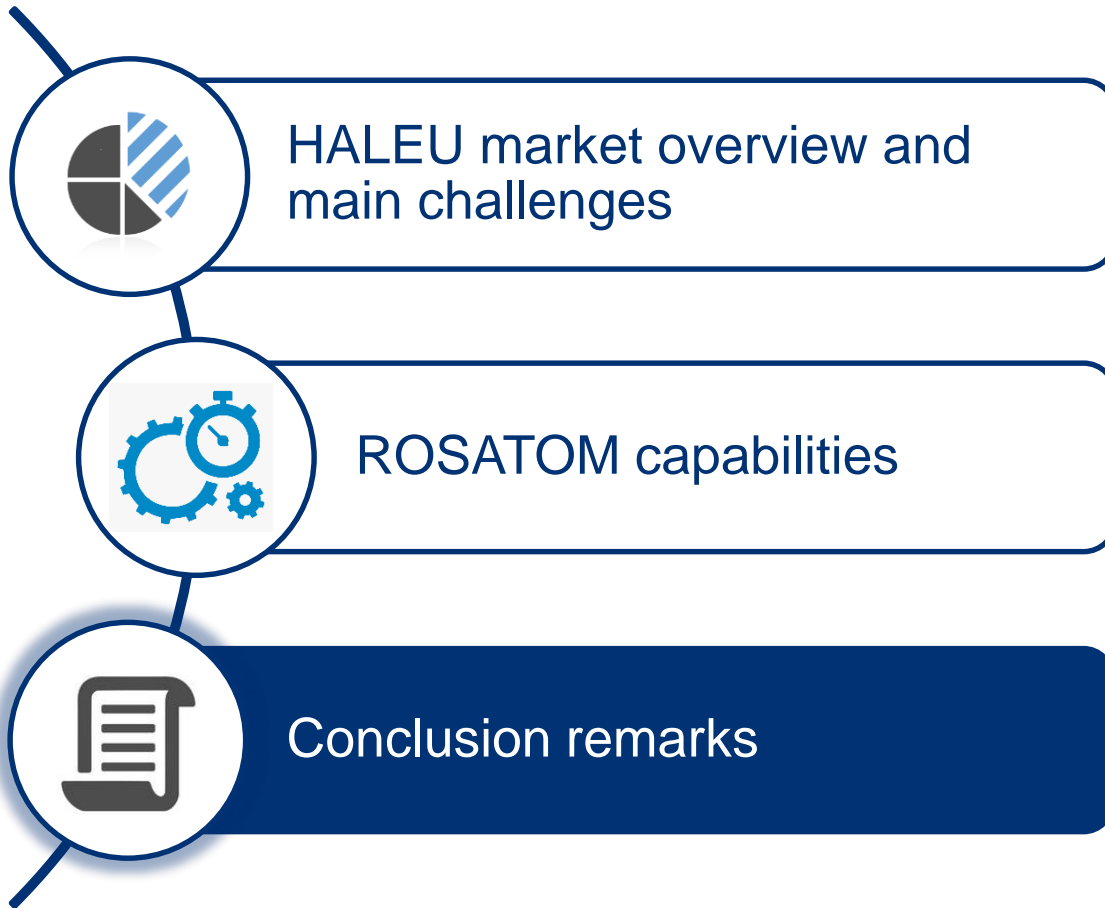 HALEU market overview and
main challenges
ROSATOM capabilities
Conclusion remarks